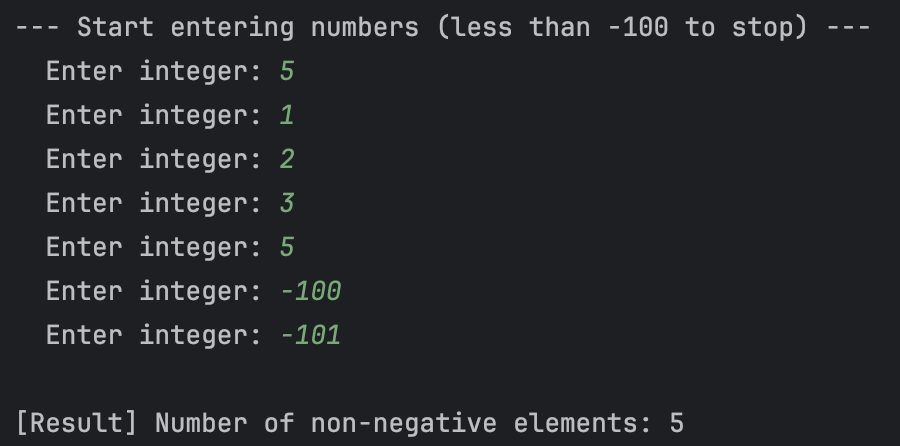 --- Start entering numbers (less than -100 to stop) ---
Enter integer: 5
Enter integer: 1
Enter integer: 2
Enter integer: 3
Enter integer: 5
Enter integer: -100
Enter integer: -101
[Result] Number of non-negative elements: 5